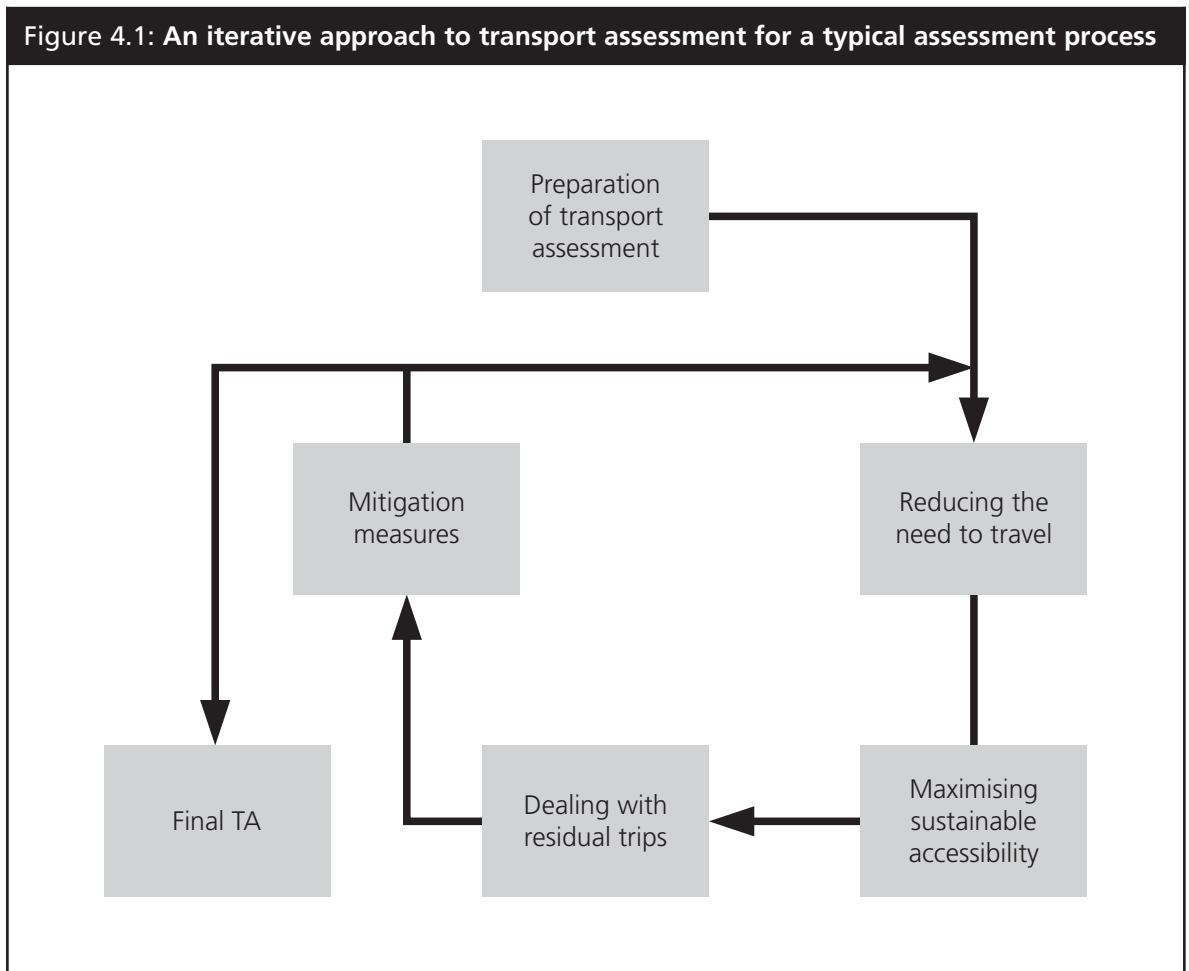 Figure 4.1: An iterative approach to transport assessment for a typical assessment process
Preparation
of transport
assessment
Mitigation
measures
Reducing the
need to travel
Final TA
Dealing with
residual trips
Maximising
sustainable
accessibility